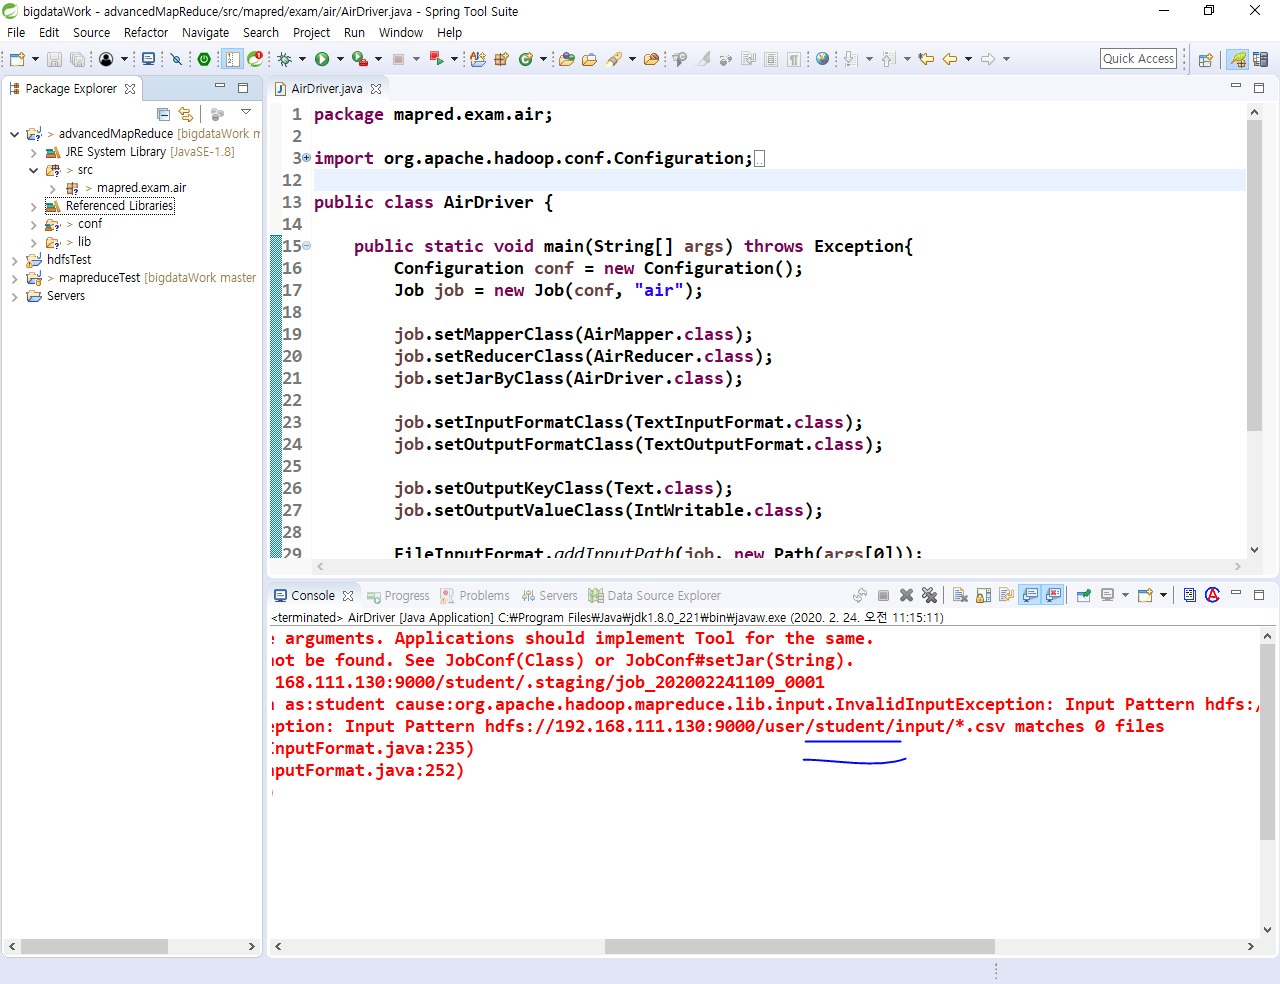 bigdataWork - advancedMapReduce/src/mapred/exam/air/AirDriver.java - Spring Tool Suite
File Edit Source Refactor Navigate Search Project Run Window Help
Quick Access
Package Explorer
> advancedMapReduce [bigdataWork m
JRE System Library [JavaSE-1.8]
> src
> mapred.exam.air
Referenced Libraries
> conf
> lib
hdfsTest
> mapreduceTest [bigdataWork master
Servers
AirDriver.java
1 package mapred.exam.air;
2
3 import org.apache.hadoop.conf.Configuration;
12
13 public class AirDriver {
14
15 public static void main(String[] args) throws Exception{
16 Configuration conf = new Configuration();
17 Job job = new Job(conf, "air");
18
19 job.setMapperClass(AirMapper.class);
20 job.setReducerClass(AirReducer.class);
21 job.setJarByClass(AirDriver.class);
22
23 job.setInputFormatClass(TextInputFormat.class);
24 job.setOutputFormatClass(TextOutputFormat.class);
25
26 job.setOutputKeyClass(Text.class);
27 job.setOutputValueClass(IntWritable.class);
28
29 FileInputFormat.addInputPath(job, new Path(args[0]));
Console Progress Problems Servers Data Source Explorer
<terminated> AirDriver [Java Application] C:₩Program Files₩Java₩jdk1.8.0_221₩bin₩javaw.exe (2020. 2. 24. 오전 11:15:11)
e arguments. Applications should implement Tool for the same.
not be found. See JobConf(Class) or JobConf#setJar(String).
168.111.130:9000/student/.staging/job_202002241109_0001
n as:student cause:org.apache.hadoop.mapreduce.lib.input.InvalidInputException: Input Pattern hdfs:/
eption: Input Pattern hdfs://192.168.111.130:9000/user/student/input/*.csv matches 0 files
InputFormat.java:235)
nputFormat.java:252)